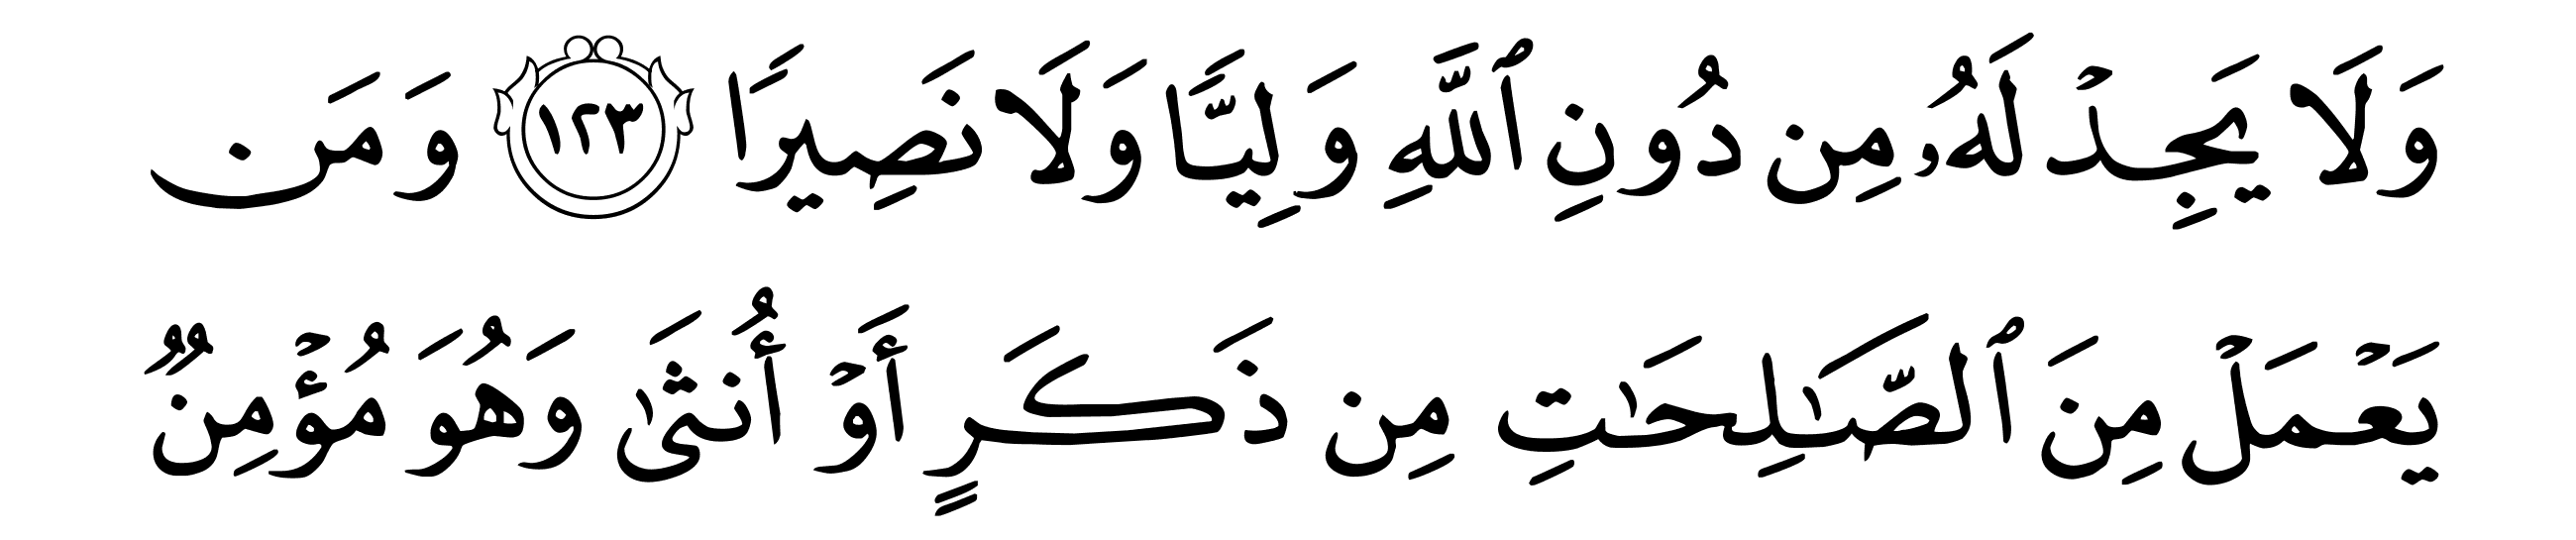 وَلَا يَجِدۡ لَهُۥ مِن دُونِ ٱللَّهِ وَلِيّٗا وَلَا نَصِيرٗا ١٢٣ وَمَن
يَعۡمَلۡ مِنَ ٱلصَّٰلِحَٰتِ مِن ذَكَرٍ أَوۡ أُنثَىٰ وَهُوَ مُؤۡمِنٞ